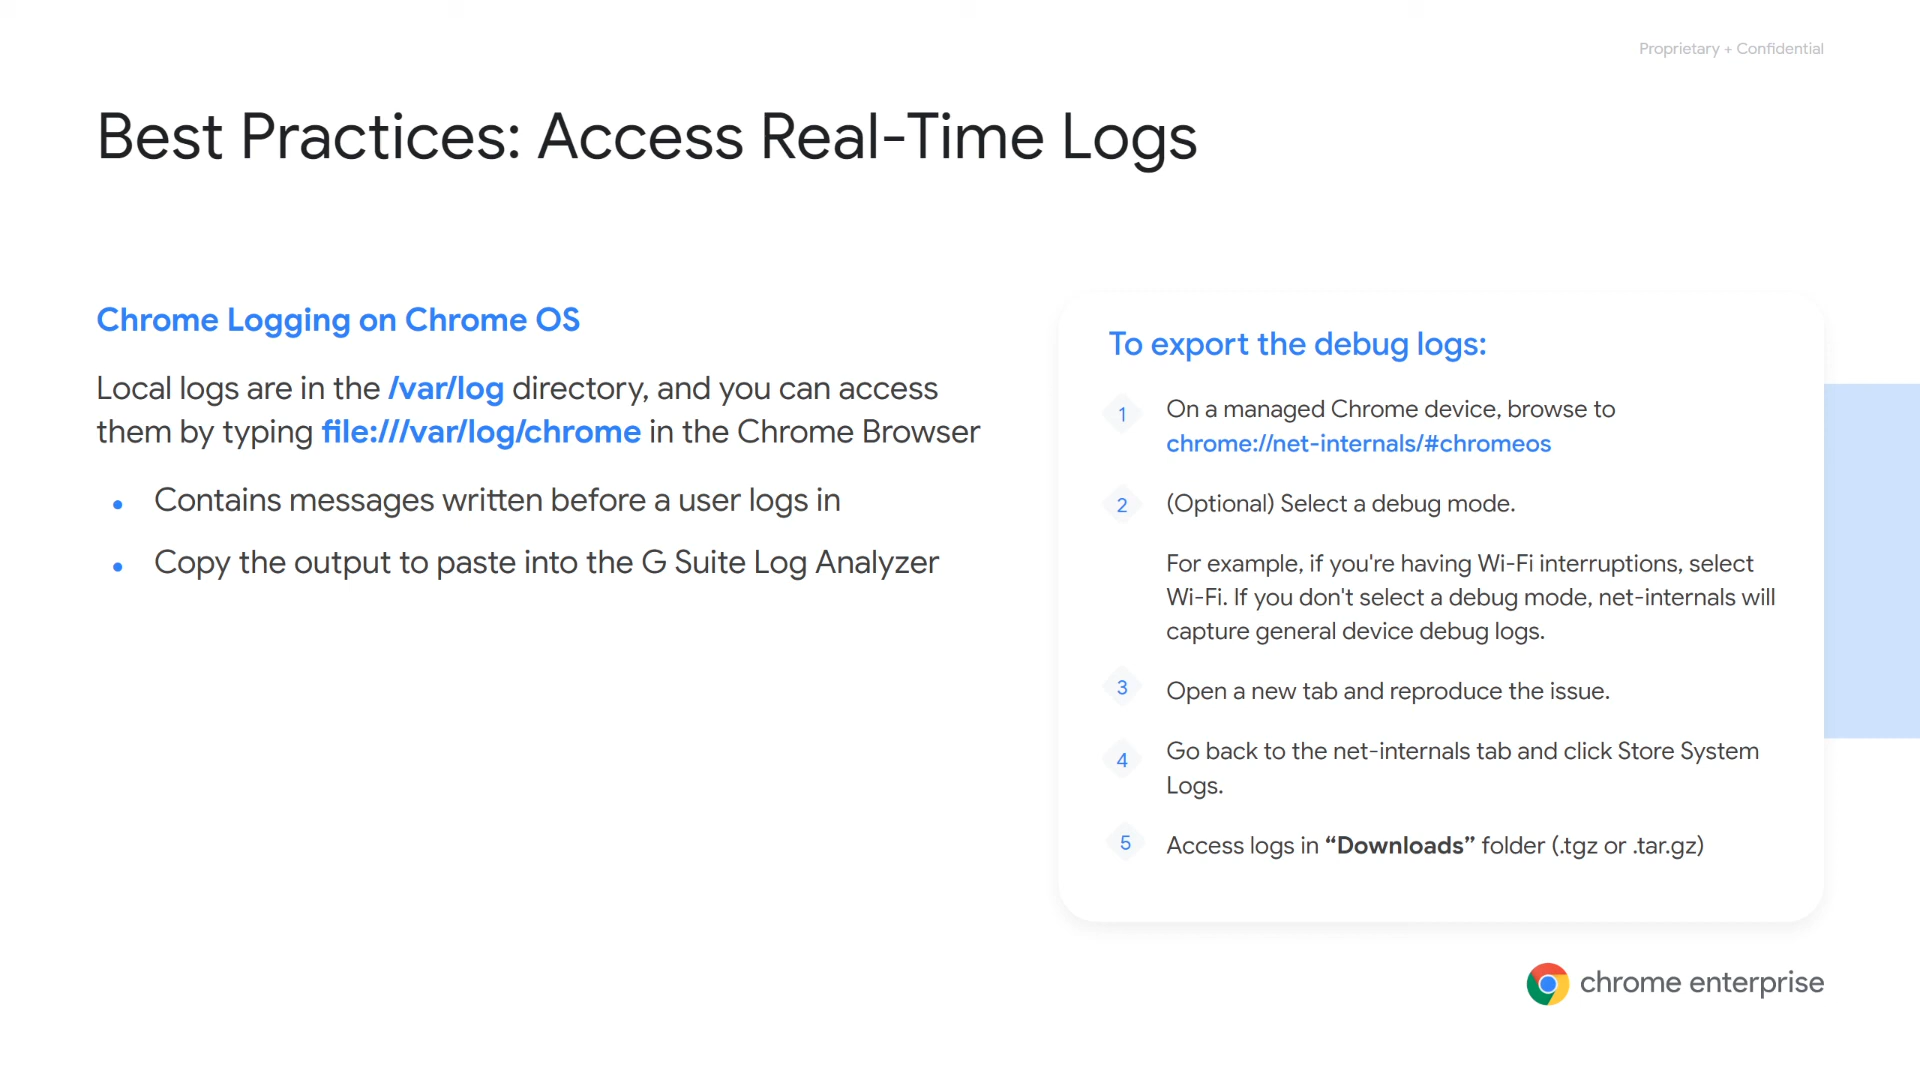 Proprietary + Confidential
Best Practices: Access Real-Time Logs
Chrome Logging on Chrome OS
Local logs are in the /var/log directory, and you can access
them by typing file:///var/log/chrome in the Chrome Browser
• Contains messages written before a user logs in
• Copy the output to paste into the G Suite Log Analyzer
To export the debug logs:
1 On a managed Chrome device, browse to
chrome://net-internals/#chromeos
2 (Optional) Select a debug mode.
For example, if you're having Wi-Fi interruptions, select
Wi-Fi. If you don't select a debug mode, net-internals will
capture general device debug logs.
3 Open a new tab and reproduce the issue.
4 Go back to the net-internals tab and click Store System
Logs.
5 Access logs in “Downloads” folder (.tgz or .tar.gz)
chrome enterprise